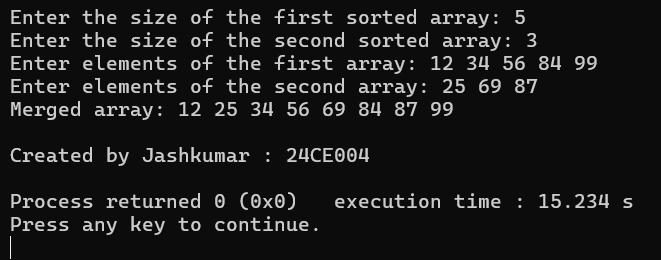 Enter the size of the first sorted array: 5
Enter the size of the second sorted array: 3
Enter elements of the first array: 12 34 56 84 99
Enter elements of the second array: 25 69 87
Merged array: 12 25 34 56 69 84 87 99
Created by Jashkumar : 24CE004
Process returned 0 (0x0)   execution time : 15.234 s
Press any key to continue.